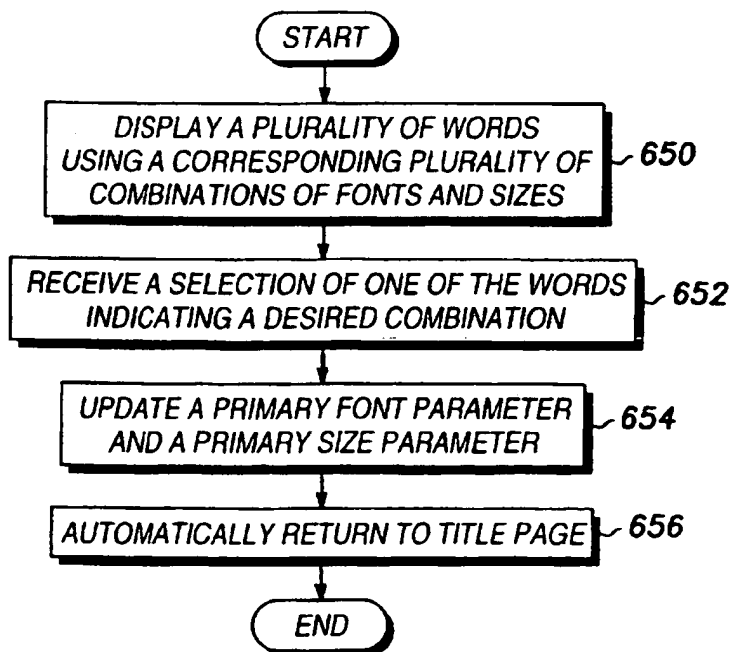 START
DISPLAY A PLURALITY OF WORDS
USING A CORRESPONDING PLURALITY OF
COMBINATIONS OF FONTS AND SIZES
650
RECEIVE A SELECTION OF ONE OF THE WORDS
INDICATING A DESIRED COMBINATION
652
UPDATE A PRIMARY FONT PARAMETER
AND A PRIMARY SIZE PARAMETER
654
AUTOMATICALLY RETURN TO TITLE PAGE
656
END